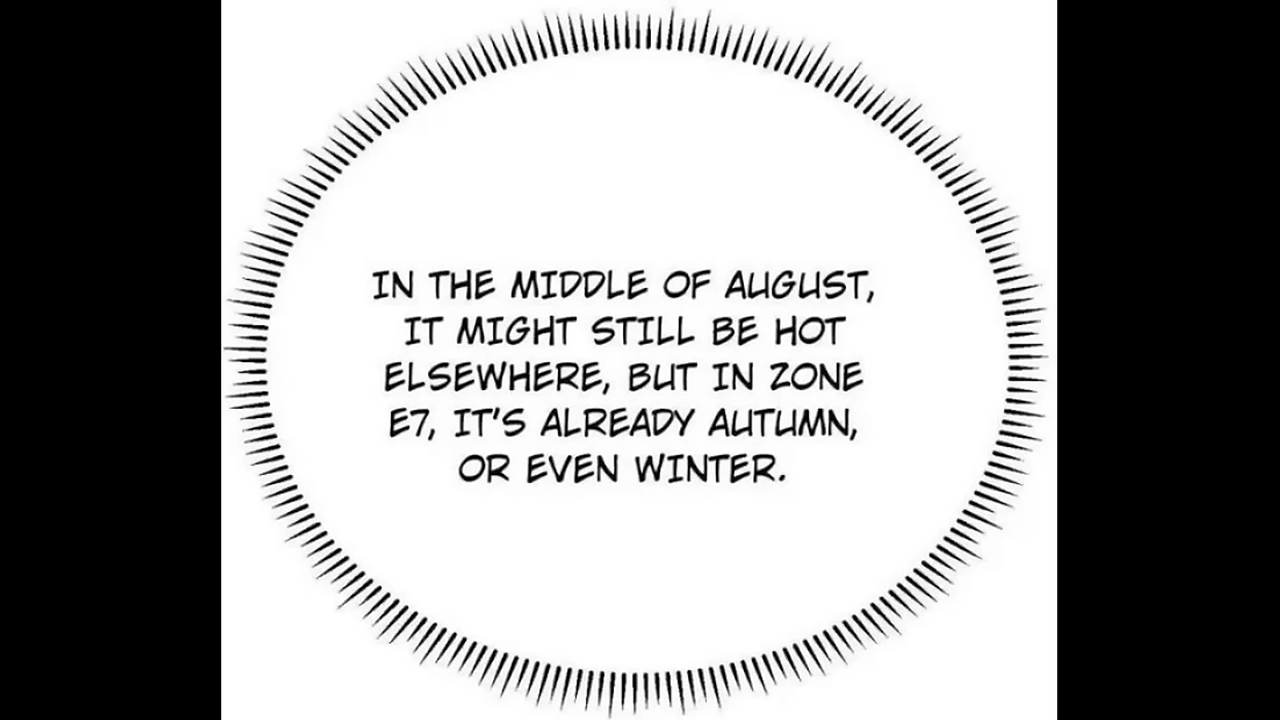 IN THE MIDDLE OF AUGUST,
IT MIGHT STILL BE HOT
ELSEWHERE, BUT IN ZONE
E7, IT'S ALREADY AUTUMN,
OR EVEN WINTER.